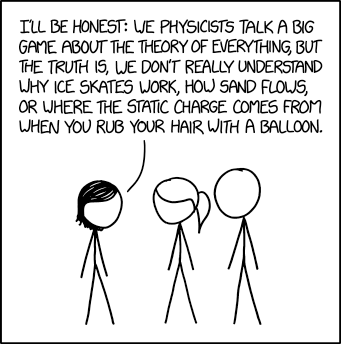 I'LL BE HONEST: WE PHYSICISTS TALK A BIG
GAME ABOUT THE THEORY OF EVERYTHING, BUT
THE TRUTH IS, WE DON'T REALLY UNDERSTAND
WHY ICE SKATES WORK, HOW SAND FLOWS,
OR WHERE THE STATIC CHARGE COMES FROM
WHEN YOU RUB YOUR HAIR WITH A BALLOON.